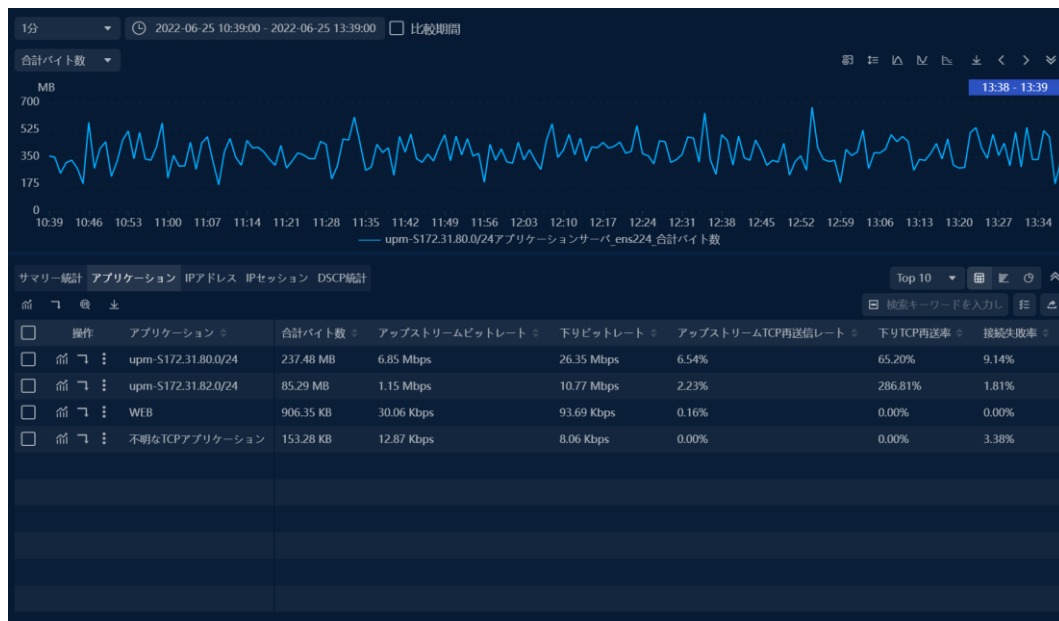 1分 2022-06-25 10:39:00 - 2022-06-25 13:39:00 比較期間
合計バイト数
MB
13:38 - 13:39
700
525
350
175
0
10:39 10:46 10:53 11:00 11:07 11:14 11:21 11:28 11:35 11:42 11:49 11:56 12:03 12:10 12:17 12:24 12:31 12:38 12:45 12:52 12:59 13:06 13:13 13:20 13:27 13:34
upm-S172.31.80.0/24アプリケーションサーバ_ens224_合計バイト数
サマリー統計 アプリケーション IPアドレス IPセッション DSCP統計 Top 10
検索キーワードを入力し
操作 アプリケーション 合計バイト数 アップストリームビットレート 下りビットレート アップストリームTCP再送信レート 下りTCP再送率 接続失敗率
upm-S172.31.80.0/24 237.48 MB 6.85 Mbps 26.35 Mbps 6.54% 65.20% 9.14%
upm-S172.31.82.0/24 85.29 MB 1.15 Mbps 10.77 Mbps 2.23% 286.81% 1.81%
WEB 906.35 KB 30.06 Kbps 93.69 Kbps 0.16% 0.00% 0.00%
不明なTCPアプリケーション 153.28 KB 12.87 Kbps 8.06 Kbps 0.00% 0.00% 3.38%